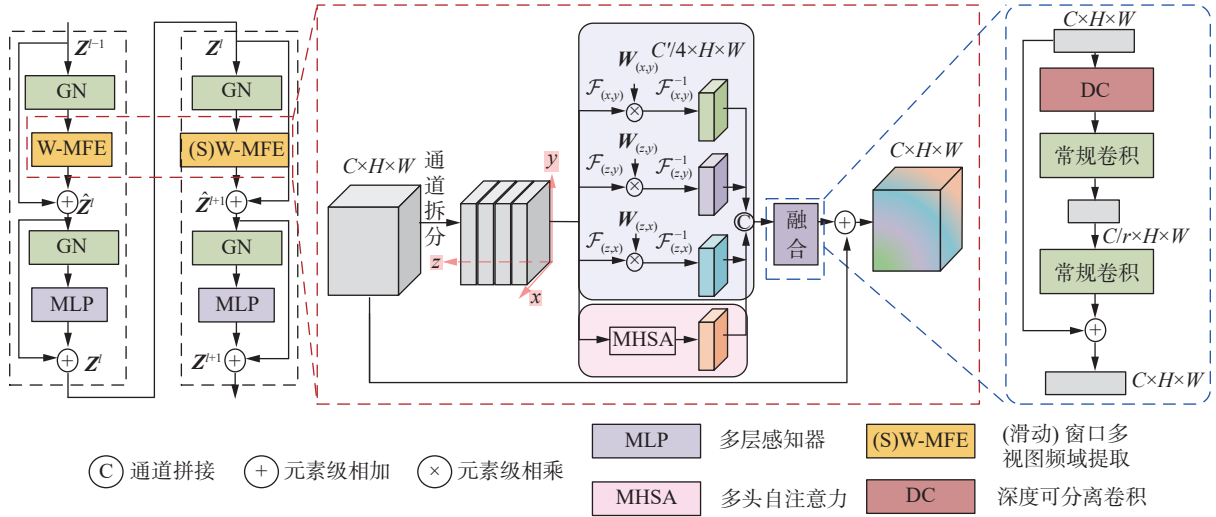 Z^{l−1}
GN
W-MFE
Ẑ^l
GN
MLP
Z^l
Z^l
GN
(S)W-MFE
Ẑ^{l+1}
GN
MLP
Z^{l+1}
C×H×W
通道拆分
y
z
x
C′/4×H×W
W_(x,y)
F_(x,y)
F^{−1}_(x,y)
W_(z,y)
F_(z,y)
F^{−1}_(z,y)
W_(z,x)
F_(z,x)
F^{−1}_(z,x)
MHSA
C
融合
C×H×W
C×H×W
DC
常规卷积
C/r×H×W
常规卷积
C×H×W
C 通道拼接
+ 元素级相加
× 元素级相乘
MLP 多层感知器
MHSA 多头自注意力
(S)W-MFE (滑动) 窗口多
视图频域提取
DC 深度可分离卷积